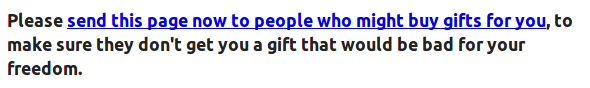 Please send this page now to people who might buy gifts for you, to
make sure they don't get you a gift that would be bad for your
freedom.